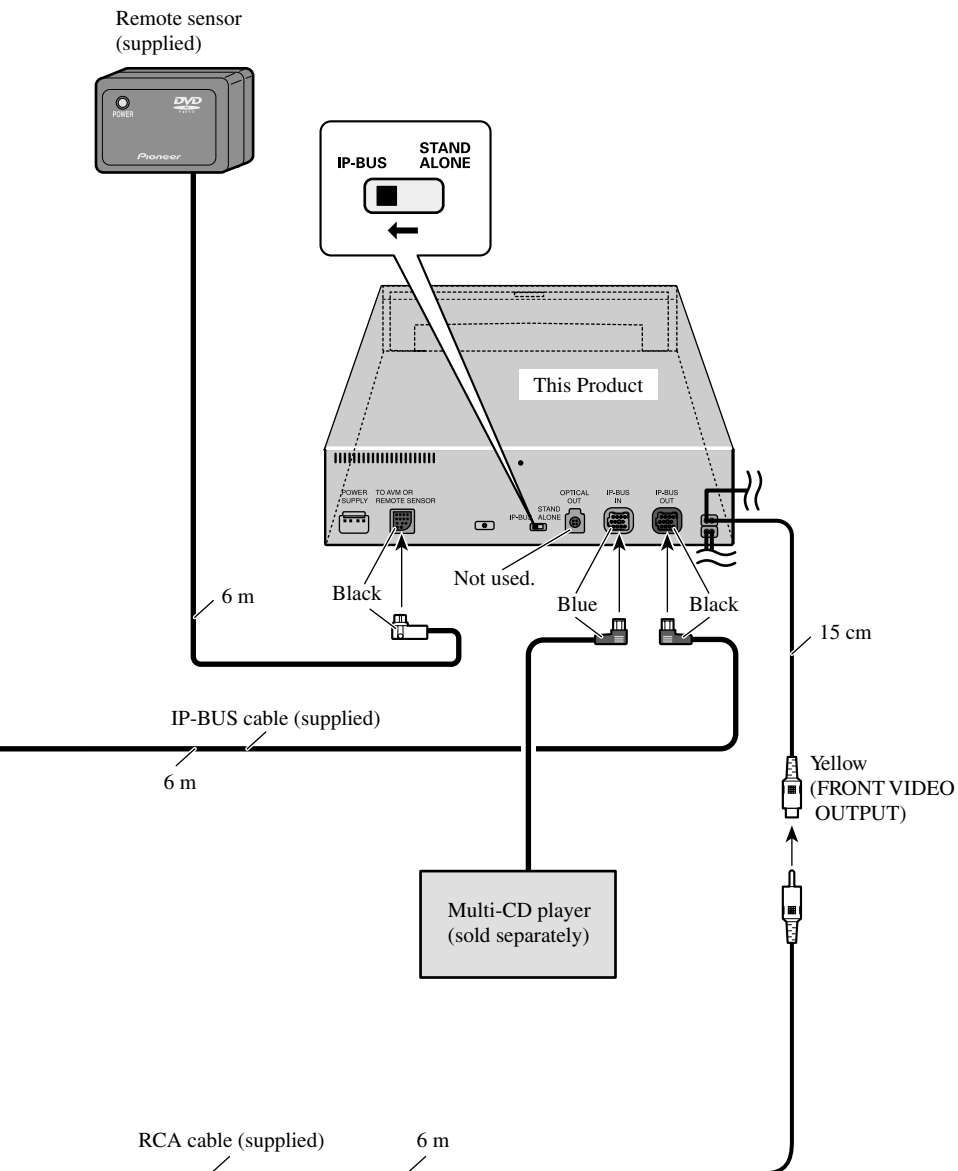 Remote sensor
(supplied)
POWER
DVD
Pioneer
IP-BUS
STAND
ALONE
This Product
POWER
SUPPLY
TO AVM OR
REMOTE SENSOR
IP-BUS
STAND
ALONE
OPTICAL
OUT
IP-BUS
IN
IP-BUS
OUT
6 m
Black
Not used.
Blue
Black
15 cm
IP-BUS cable (supplied)
6 m
Yellow
(FRONT VIDEO
OUTPUT)
Multi-CD player
(sold separately)
RCA cable (supplied)
6 m